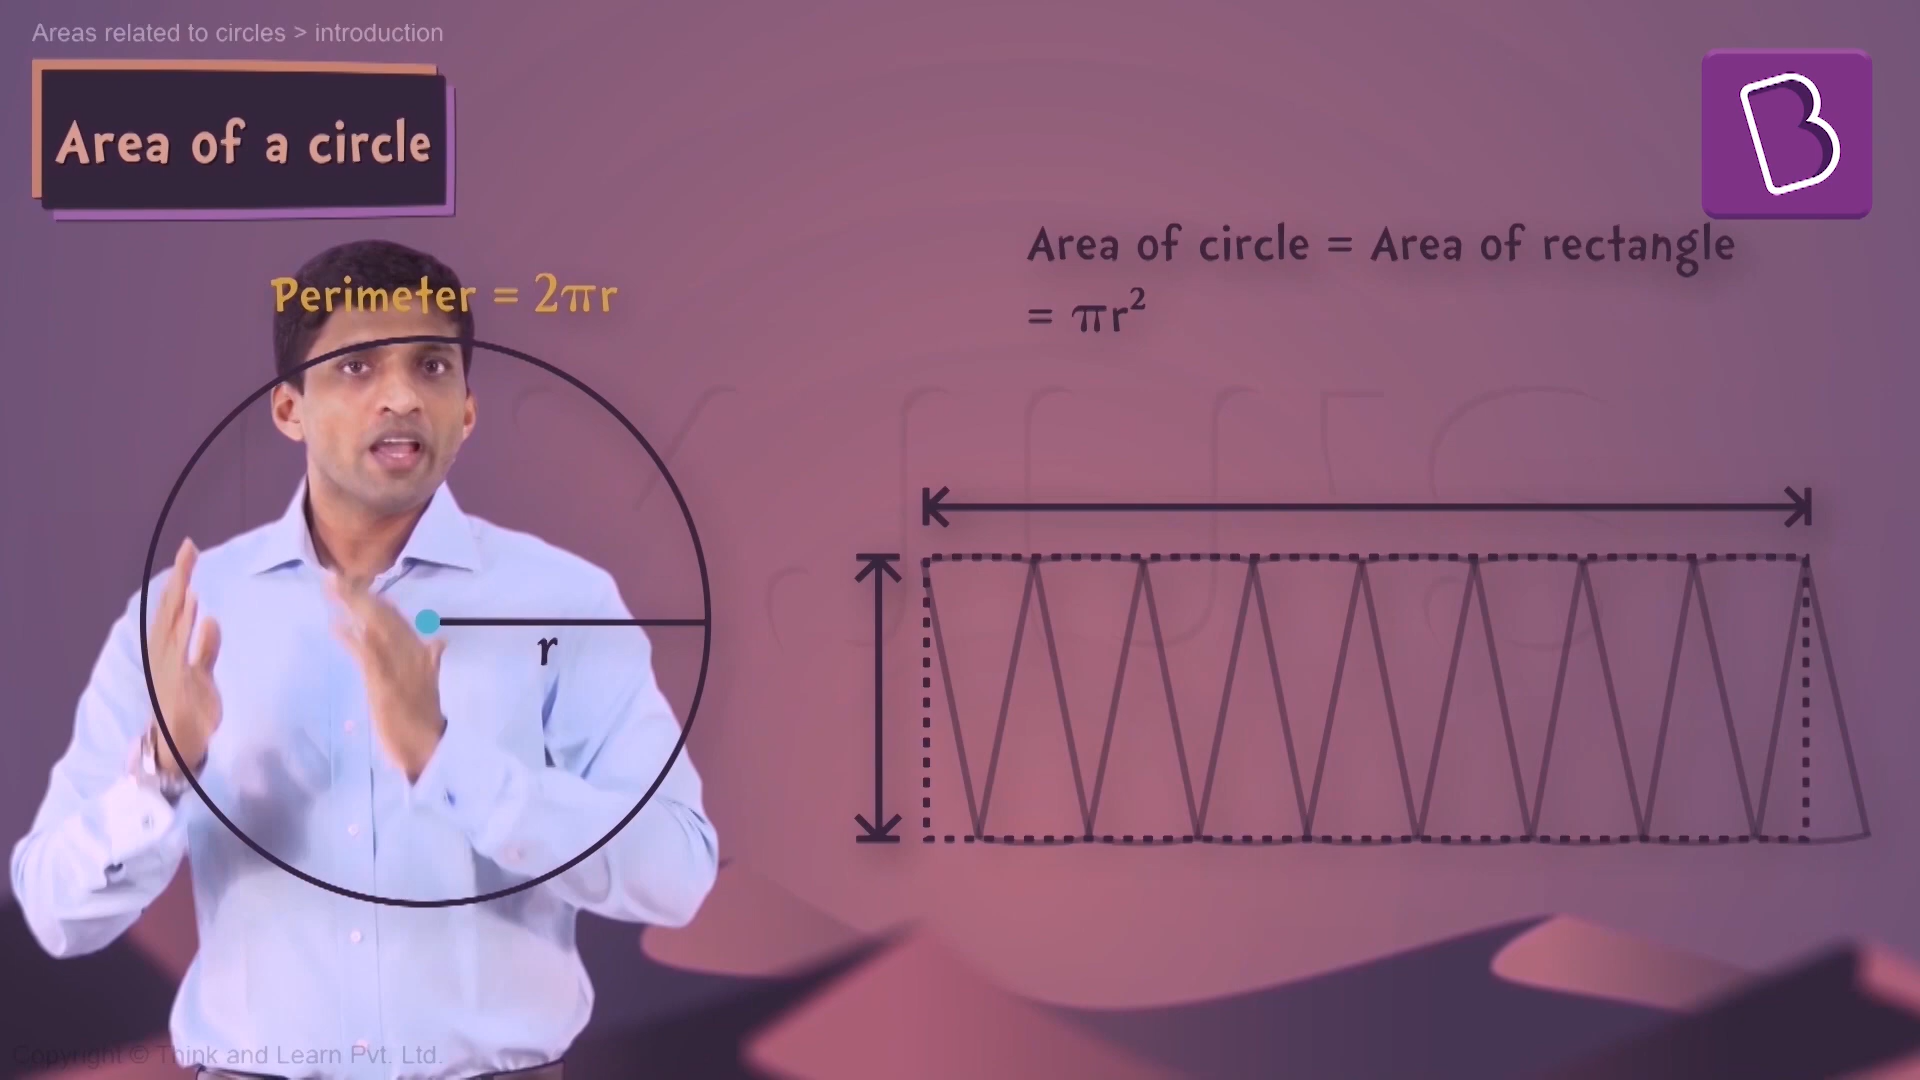 Areas related to circles > introduction
Area of a circle
B
Perimeter = 2πr
Area of circle = Area of rectangle
= πr²
r
Copyright © Think and Learn Pvt. Ltd.